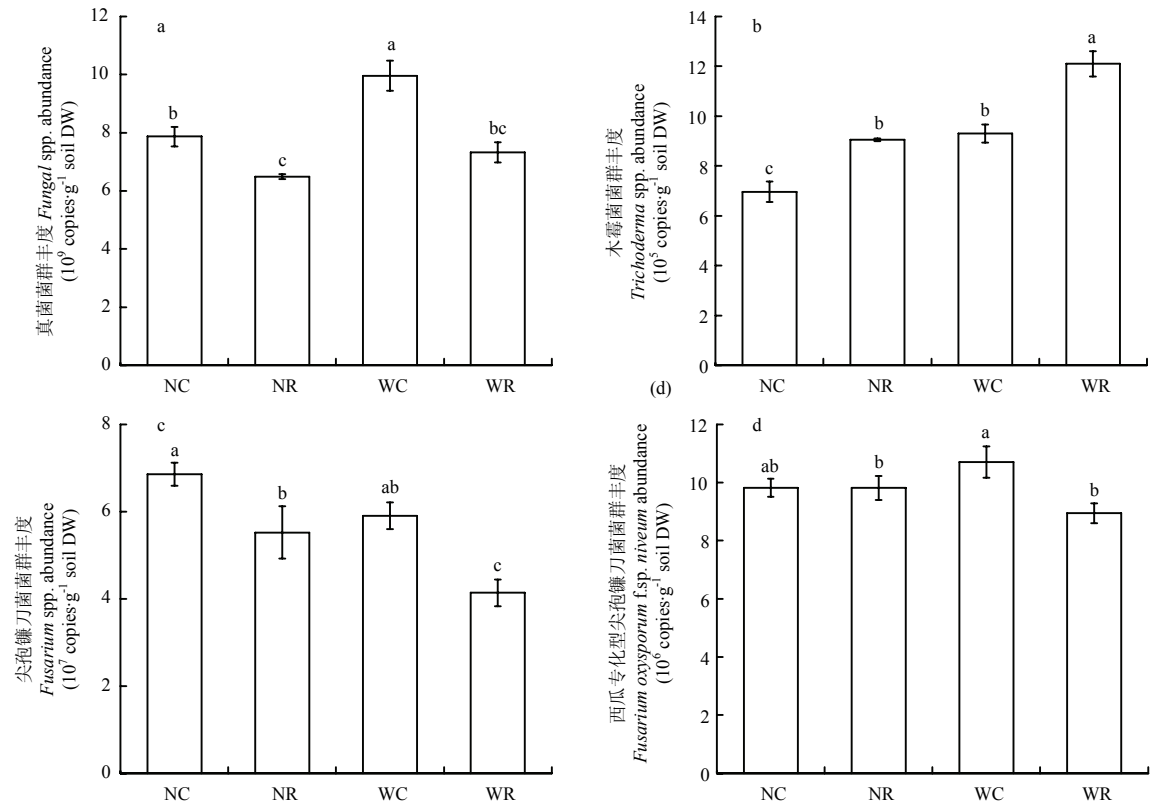 a
真菌菌群丰度 Fungal spp. abundance
(10⁹ copies·g⁻¹ soil DW)
12
10
8
6
4
2
0
b
c
a
bc
NC
NR
WC
WR
b
木霉菌菌群丰度
Trichoderma spp. abundance
(10⁵ copies·g⁻¹ soil DW)
14
12
10
8
6
4
2
0
c
b
b
a
NC
NR
WC
WR
(d)
c
尖孢镰刀菌菌群丰度
Fusarium spp. abundance
(10⁷ copies·g⁻¹ soil DW)
8
6
4
2
0
a
b
ab
c
NC
NR
WC
WR
d
西瓜专化型尖孢镰刀菌菌群丰度
Fusarium oxysporum f.sp. niveum abundance
(10⁶ copies·g⁻¹ soil DW)
12
10
8
6
4
2
0
ab
b
a
b
NC
NR
WC
WR